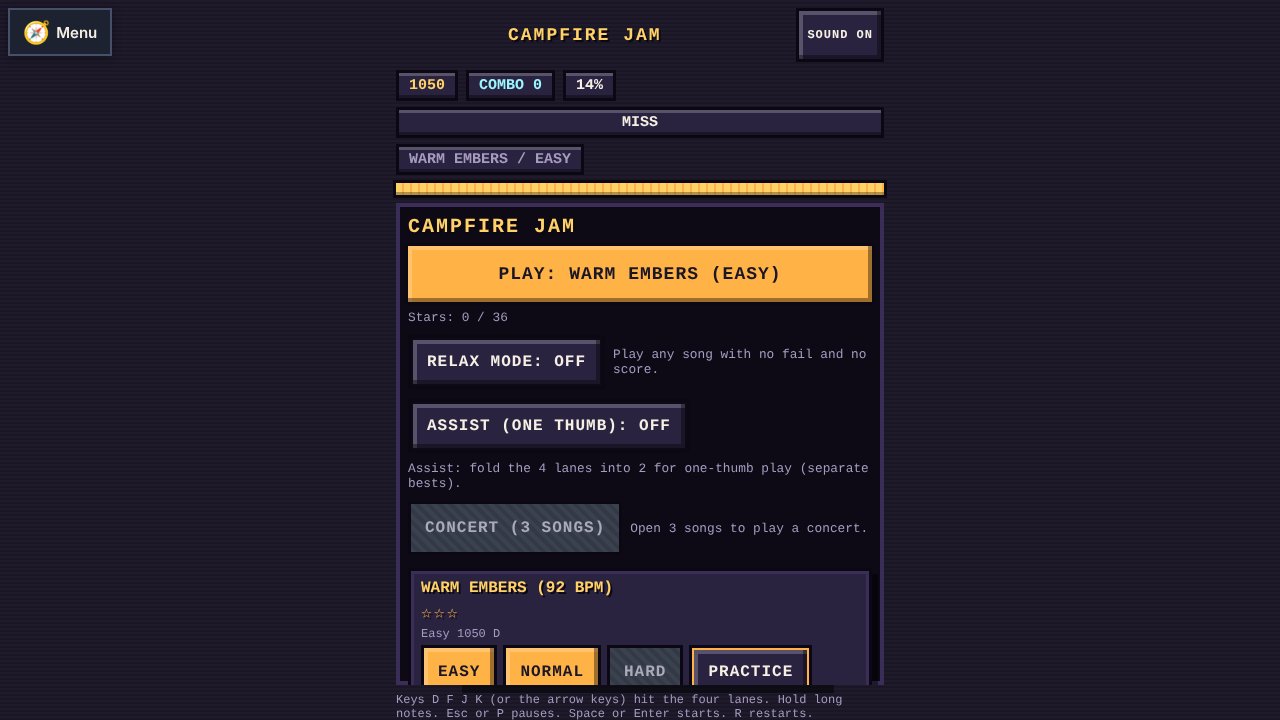 Menu
CAMPFIRE JAM
SOUND ON
1050
COMBO 0
14%
MISS
WARM EMBERS / EASY
CAMPFIRE JAM
PLAY: WARM EMBERS (EASY)
Stars: 0 / 36
RELAX MODE: OFF
Play any song with no fail and no
score.
ASSIST (ONE THUMB): OFF
Assist: fold the 4 lanes into 2 for one-thumb play (separate
bests).
CONCERT (3 SONGS)
Open 3 songs to play a concert.
WARM EMBERS (92 BPM)
☆☆☆
Easy 1050 D
EASY
NORMAL
HARD
PRACTICE
Keys D F J K (or the arrow keys) hit the four lanes. Hold long
notes. Esc or P pauses. Space or Enter starts. R restarts.